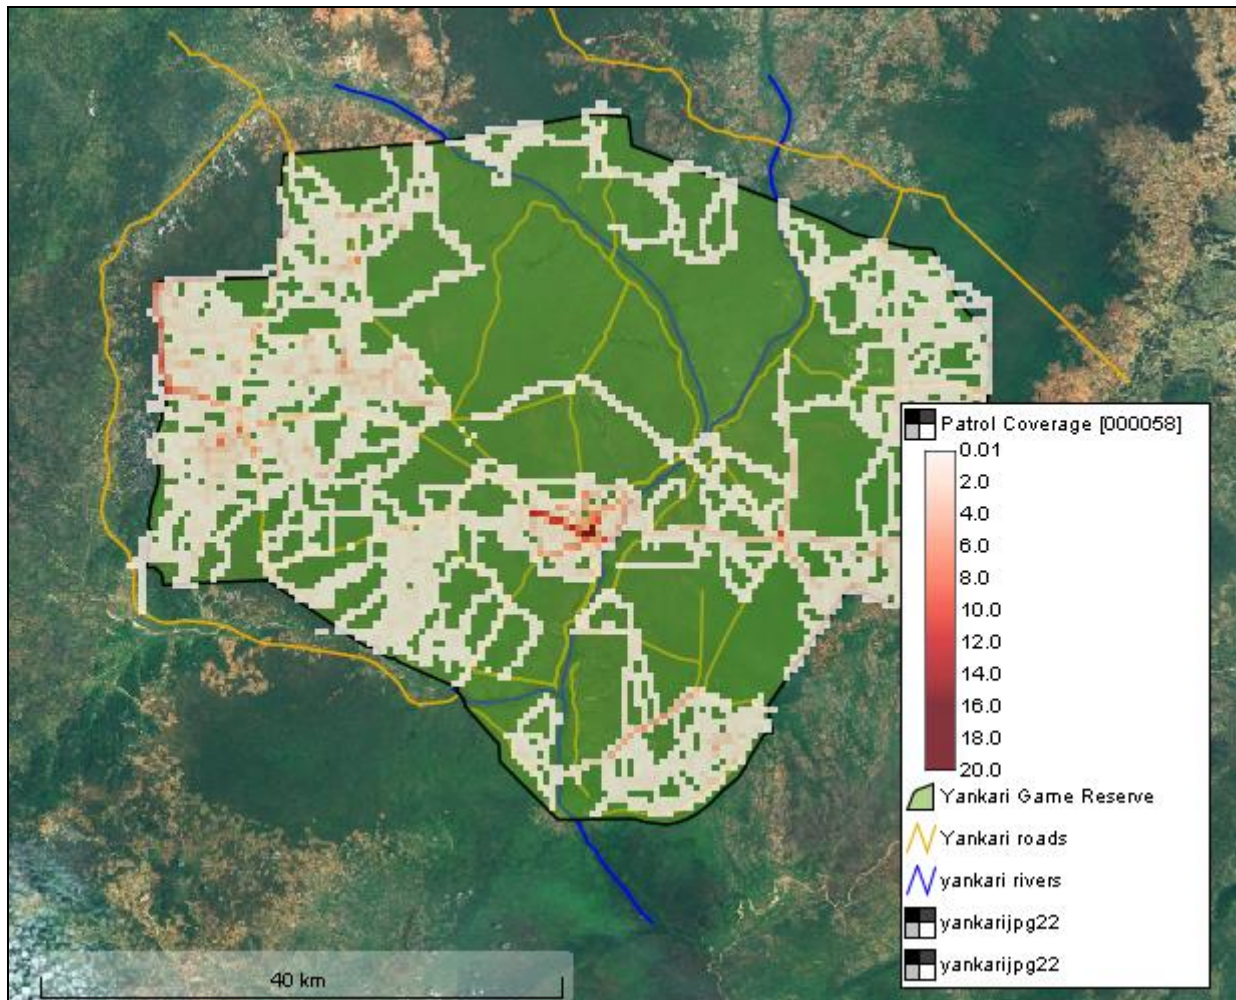 Patrol Coverage [000058]
0.01
2.0
4.0
6.0
8.0
10.0
12.0
14.0
16.0
18.0
20.0
Yankari Game Reserve
Yankari roads
yankari rivers
yankarijpg22
yankarijpg22
40 km